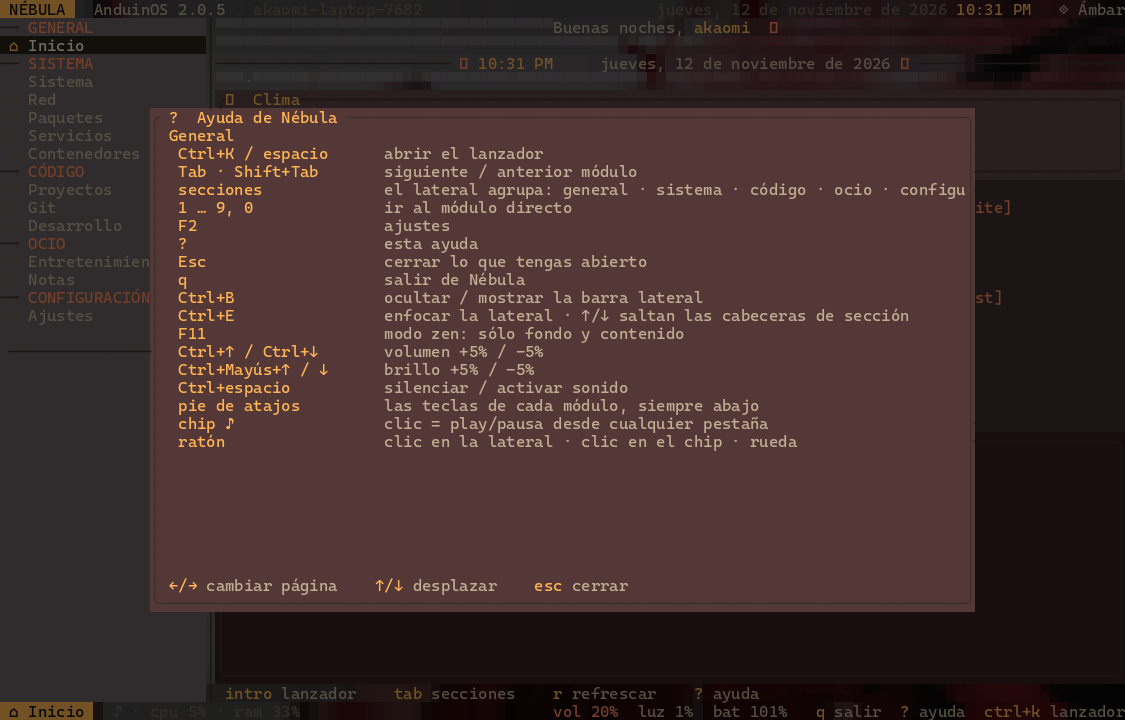 NÉBULA AnduinOS 2.0.5 · akaomi-laptop-7682 jueves, 12 de noviembre de 2026 10:31 PM ◇ Ámbar
GENERAL
Buenas noches, akaomi
⌂ Inicio
SISTEMA
10:31 PM · jueves, 12 de noviembre de 2026
Sistema
Red
Clima
Paquetes
Servicios
Contenedores
CÓDIGO
Proyectos
Git
ite]
Desarrollo
OCIO
Entretenimien
Notas
CONFIGURACIÓN
st]
Ajustes
? Ayuda de Nébula
General
Ctrl+K / espacio abrir el lanzador
Tab · Shift+Tab siguiente / anterior módulo
secciones el lateral agrupa: general · sistema · código · ocio · configu
1 … 9, 0 ir al módulo directo
F2 ajustes
? esta ayuda
Esc cerrar lo que tengas abierto
q salir de Nébula
Ctrl+B ocultar / mostrar la barra lateral
Ctrl+E enfocar la lateral · ↑/↓ saltan las cabeceras de sección
F11 modo zen: sólo fondo y contenido
Ctrl+↑ / Ctrl+↓ volumen +5% / −5%
Ctrl+Mayús+↑ / ↓ brillo +5% / −5%
Ctrl+espacio silenciar / activar sonido
pie de atajos las teclas de cada módulo, siempre abajo
chip ♪ clic = play/pausa desde cualquier pestaña
ratón clic en la lateral · clic en el chip · rueda
←/→ cambiar página ↑/↓ desplazar esc cerrar
intro lanzador tab secciones r refrescar ? ayuda
⌂ Inicio ♪ · cpu 5% · ram 33% vol 20% luz 1% bat 101% q salir ? ayuda ctrl+k lanzador